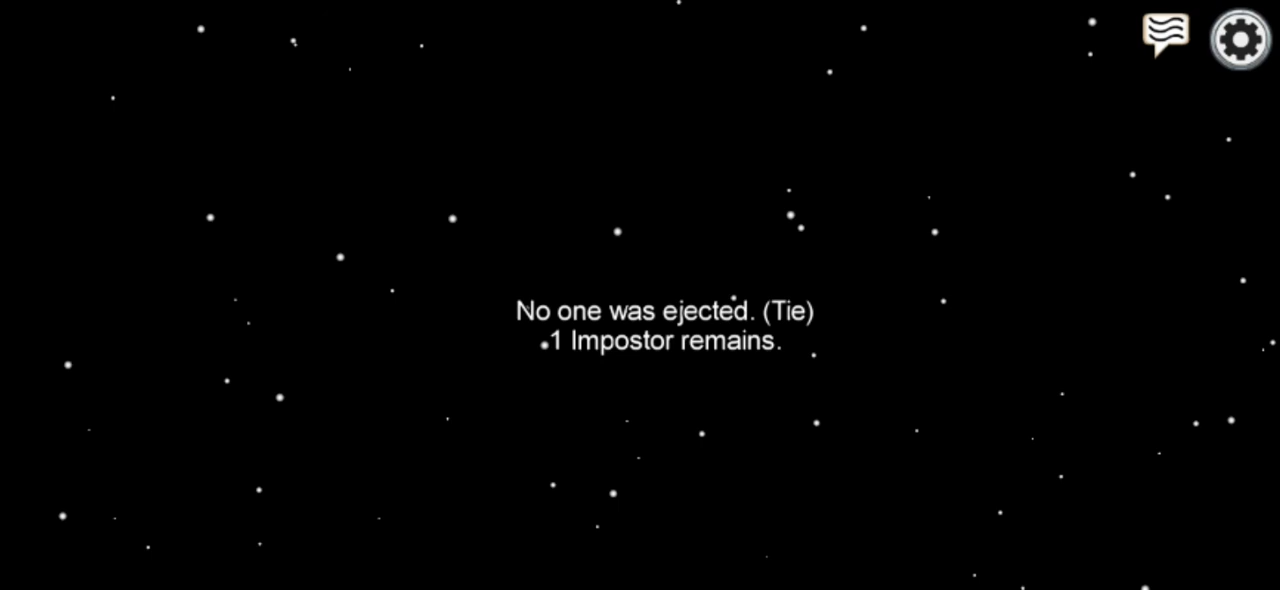 No one was ejected. (Tie)
1 Impostor remains.